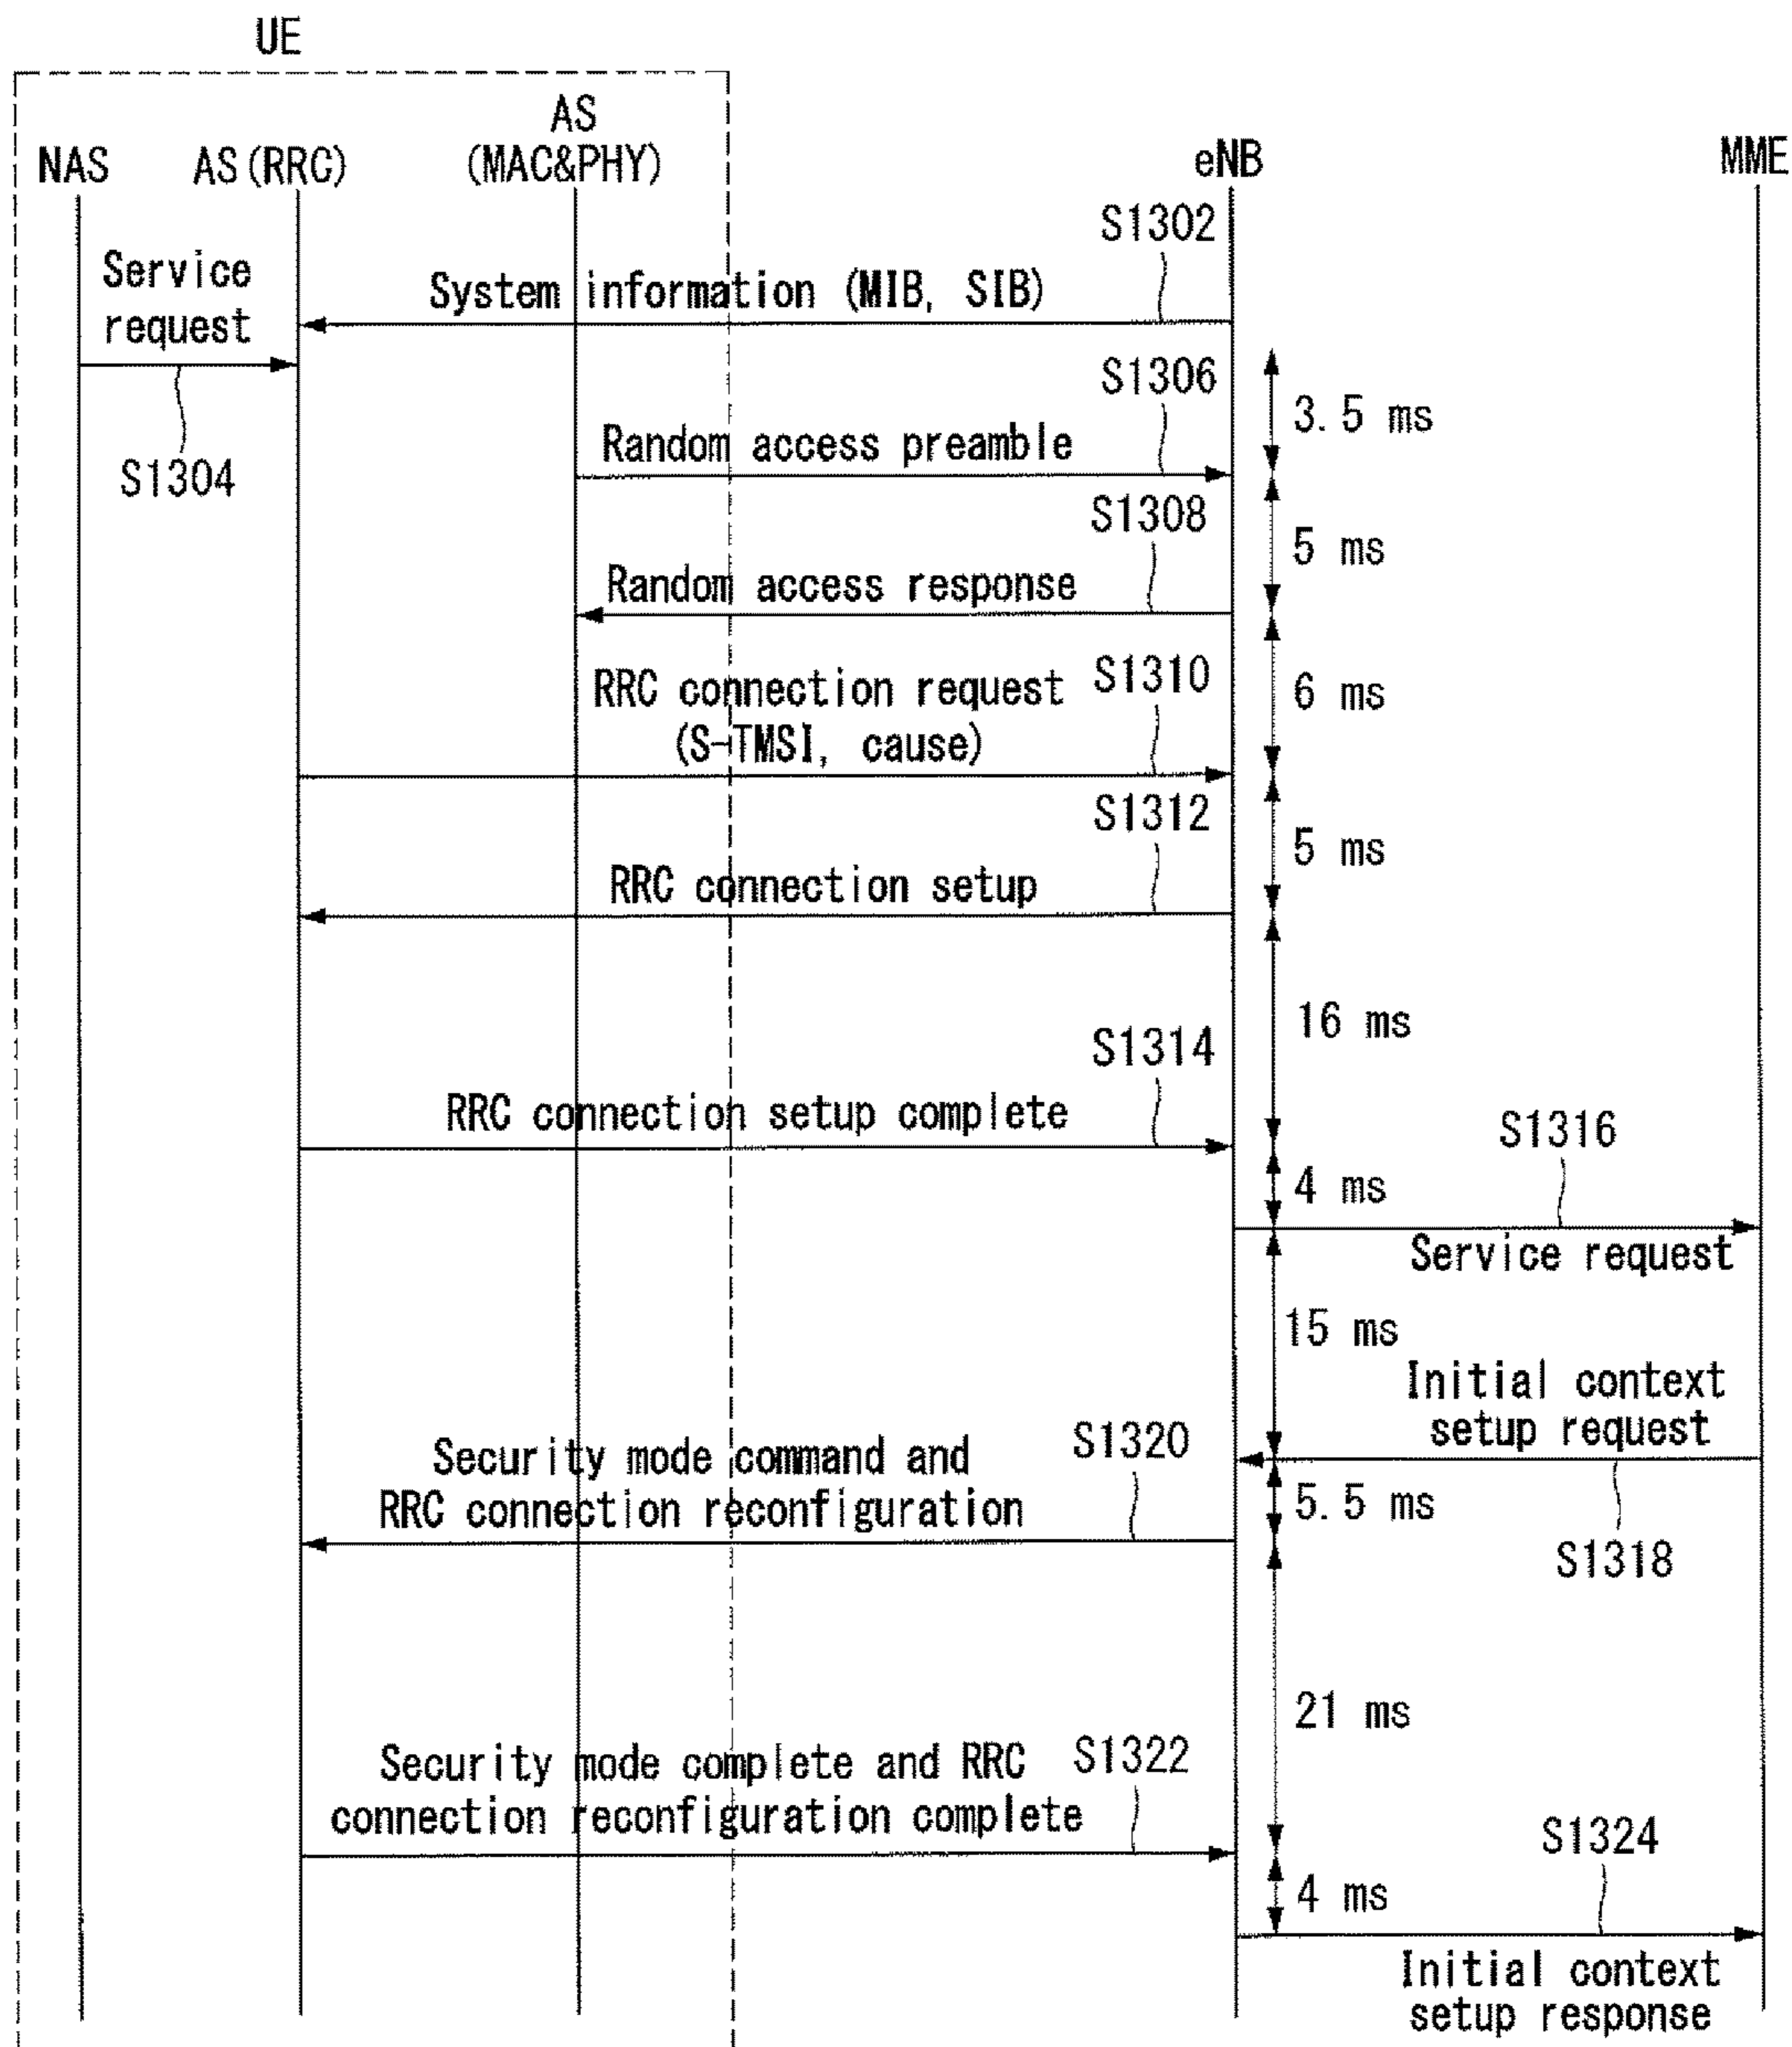 UE
AS
NAS
AS(RRC)
(MAC&PHY)
eNB
MME
S1302
Service
request
System information (MIB, SIB)
S1304
S1306
3.5 ms
Random access preamble
S1308
5 ms
Random access response
RRC connection request
(S-TMSI, cause)
S1310
6 ms
S1312
5 ms
RRC connection setup
16 ms
S1314
RRC connection setup complete
S1316
4 ms
Service request
15 ms
Initial context
setup request
Security mode command and
RRC connection reconfiguration
S1320
5.5 ms
S1318
21 ms
Security mode complete and RRC
connection reconfiguration complete
S1322
S1324
4 ms
Initial context
setup response